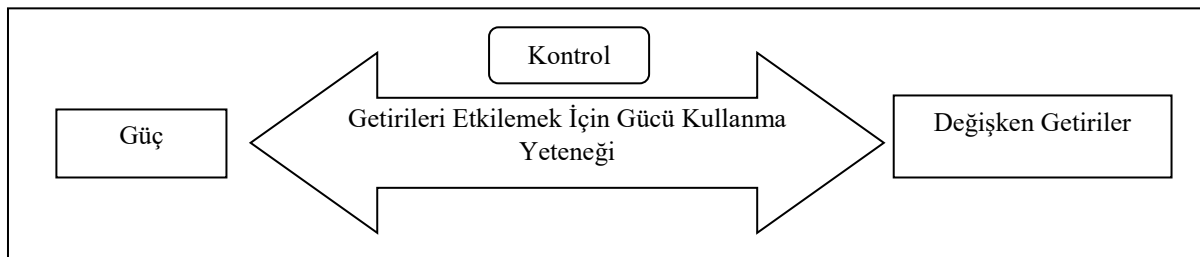 Kontrol
Güç
Getirileri Etkilemek İçin Gücü Kullanma
Yeteneği
Değişken Getiriler